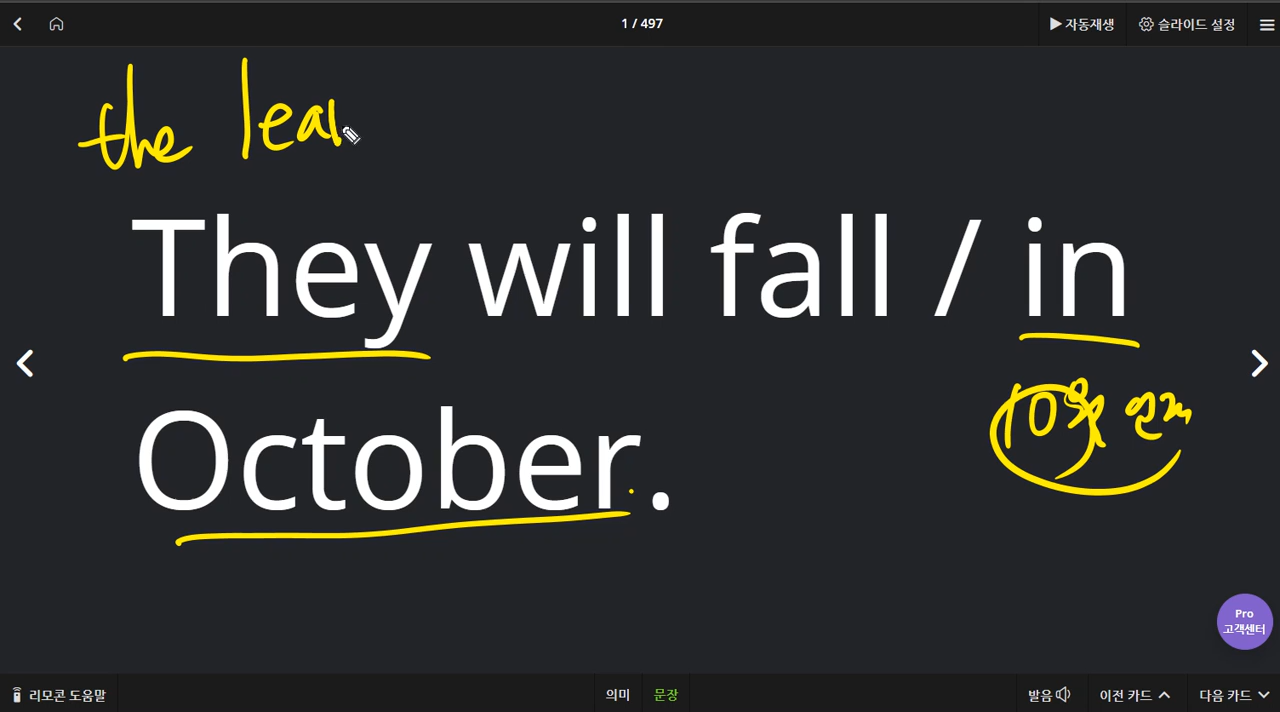 1 / 497
자동재생
슬라이드 설정
the lea
They will fall / in
October.
10월
Pro
고객센터
리모콘 도움말
의미
문장
발음
이전 카드
다음 카드